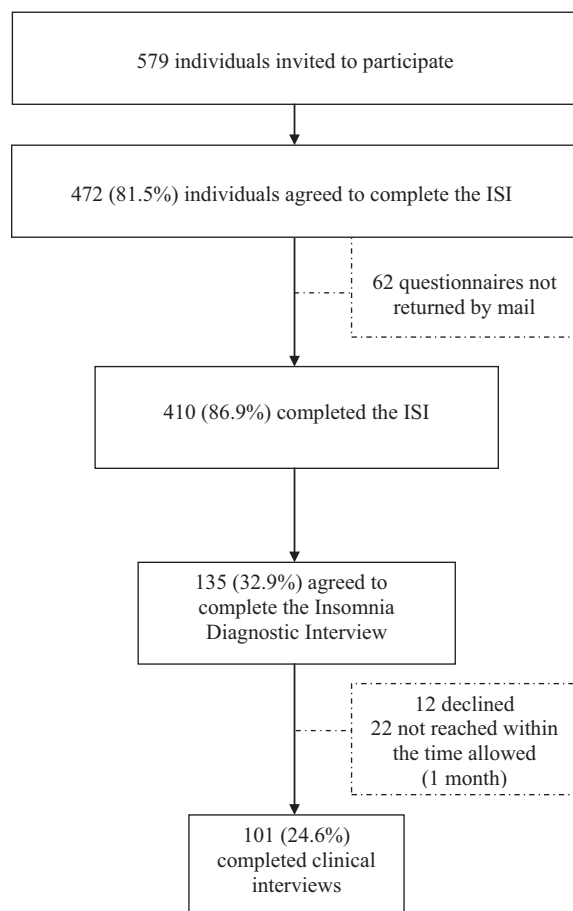 579 individuals invited to participate
472 (81.5%) individuals agreed to complete the ISI
62 questionnaires not
returned by mail
410 (86.9%) completed the ISI
135 (32.9%) agreed to
complete the Insomnia
Diagnostic Interview
12 declined
22 not reached within
the time allowed
(1 month)
101 (24.6%)
completed clinical
interviews